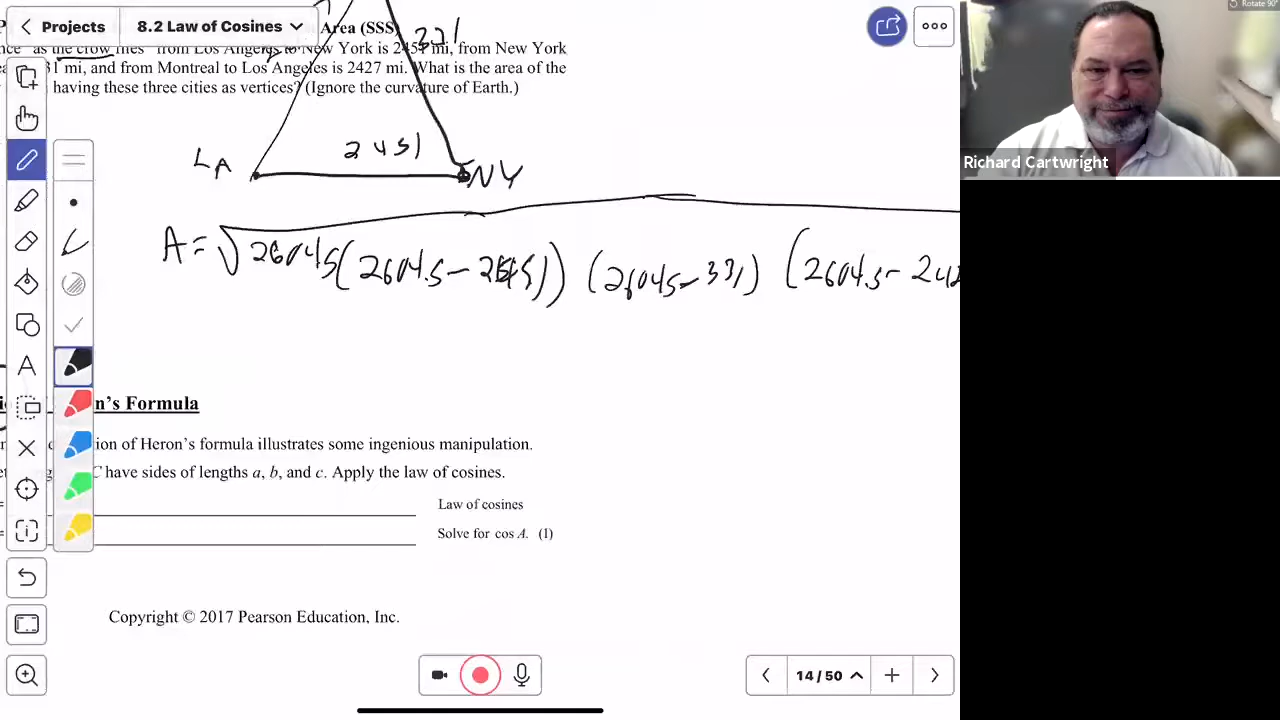 Projects
8.2 Law of Cosines
Rotate 90°
Area (SSS)
as the crow flies" from Los Angeles to New York is 2451 mi, from New York
31 mi, and from Montreal to Los Angeles is 2427 mi. What is the area of the
having these three cities as vertices? (Ignore the curvature of Earth.)
331
2451
LA
NY
A = √2604.5(2604.5 -
(2604.5 - 331)
(2604.5 - 242
n's Formula
ion of Heron's formula illustrates some ingenious manipulation.
C have sides of lengths a, b, and c. Apply the law of cosines.
Law of cosines
Solve for cos A. (1)
Copyright © 2017 Pearson Education, Inc.
14 / 50
Richard Cartwright
A